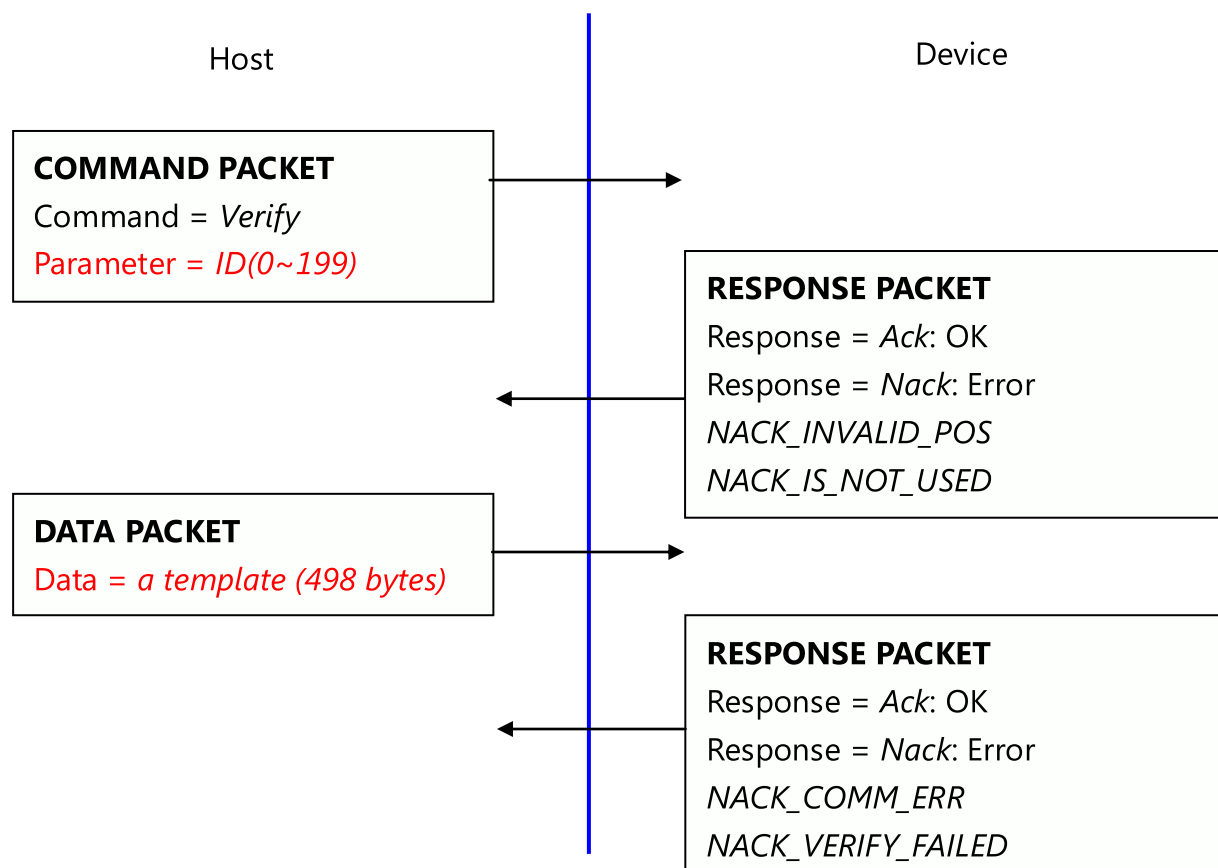 Host
Device
COMMAND PACKET
Command = Verify
Parameter = ID(0~199)
RESPONSE PACKET
Response = Ack: OK
Response = Nack: Error
NACK_INVALID_POS
NACK_IS_NOT_USED
DATA PACKET
Data = a template (498 bytes)
RESPONSE PACKET
Response = Ack: OK
Response = Nack: Error
NACK_COMM_ERR
NACK_VERIFY_FAILED